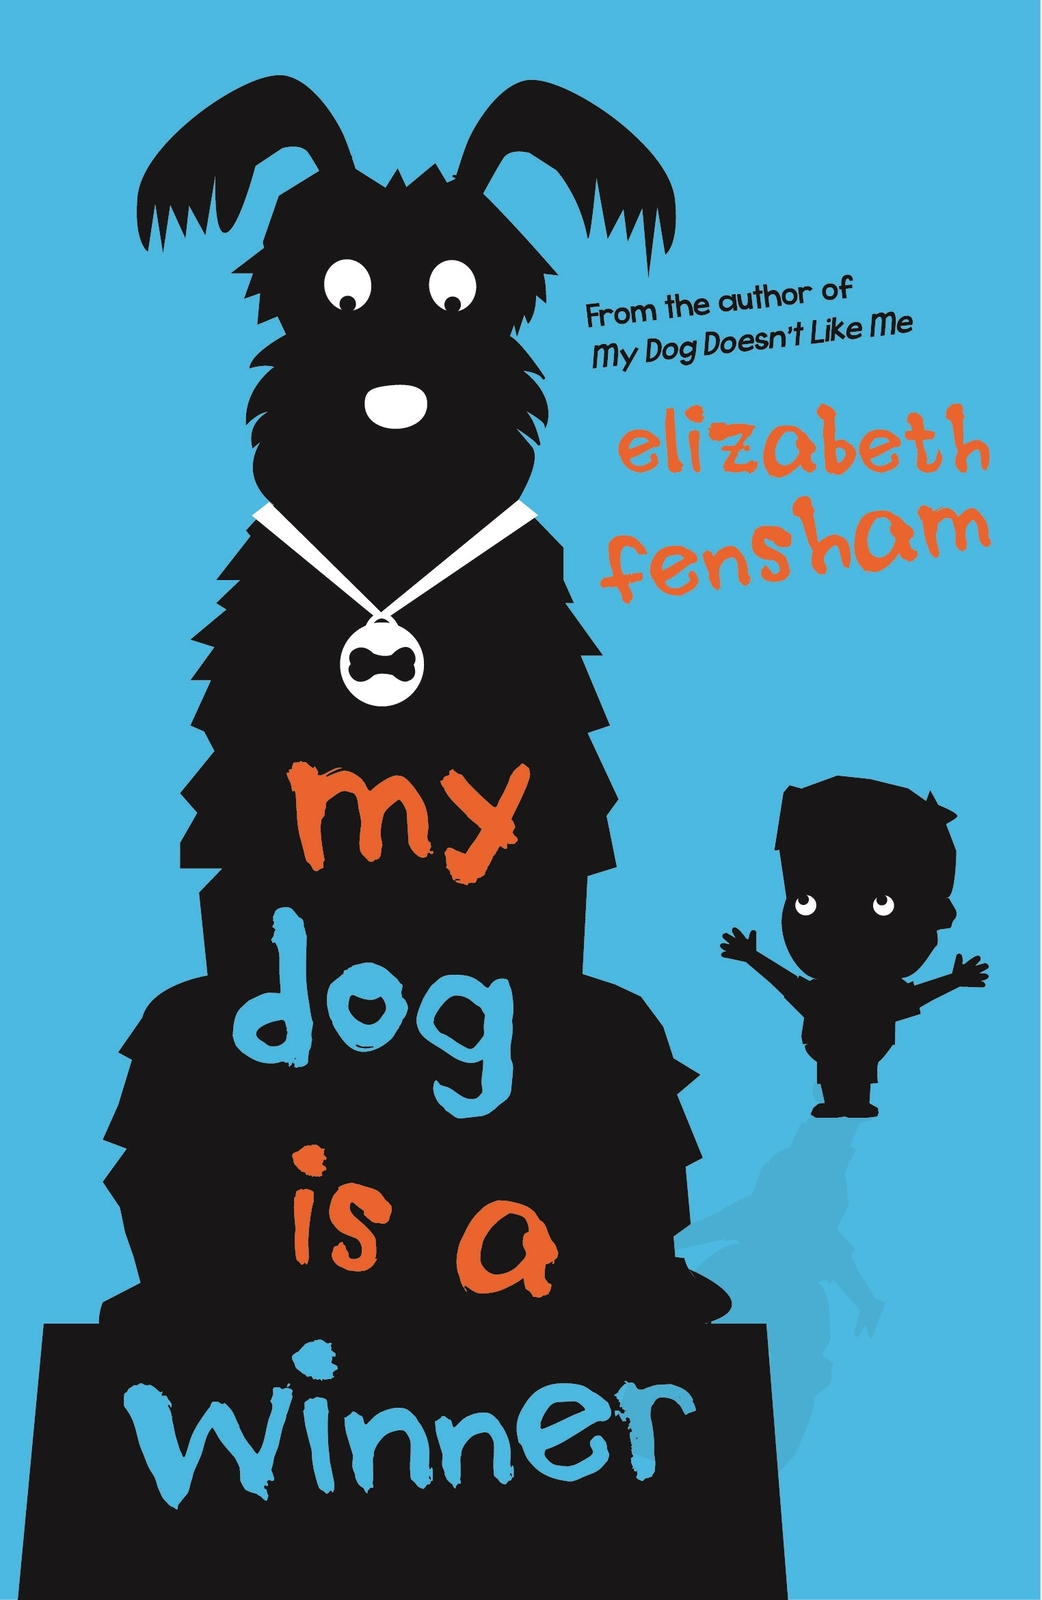 From the author of
My Dog Doesn't Like Me
elizabeth
fensham
my
dog
is a
winner